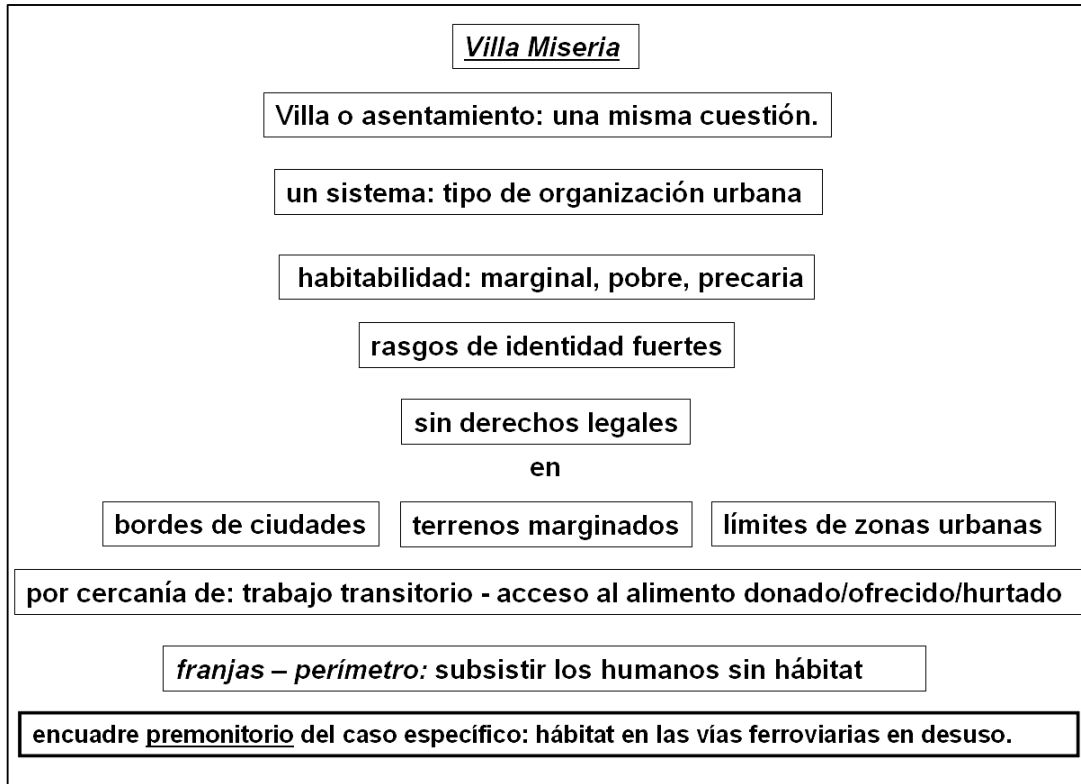 Villa Miseria
Villa o asentamiento: una misma cuestión.
un sistema: tipo de organización urbana
habitabilidad: marginal, pobre, precaria
rasgos de identidad fuertes
sin derechos legales
en
bordes de ciudades terrenos marginados límites de zonas urbanas
por cercanía de: trabajo transitorio - acceso al alimento donado/ofrecido/hurtado
franjas – perímetro: subsistir los humanos sin hábitat
encuadre premonitorio del caso específico: hábitat en las vías ferroviarias en desuso.